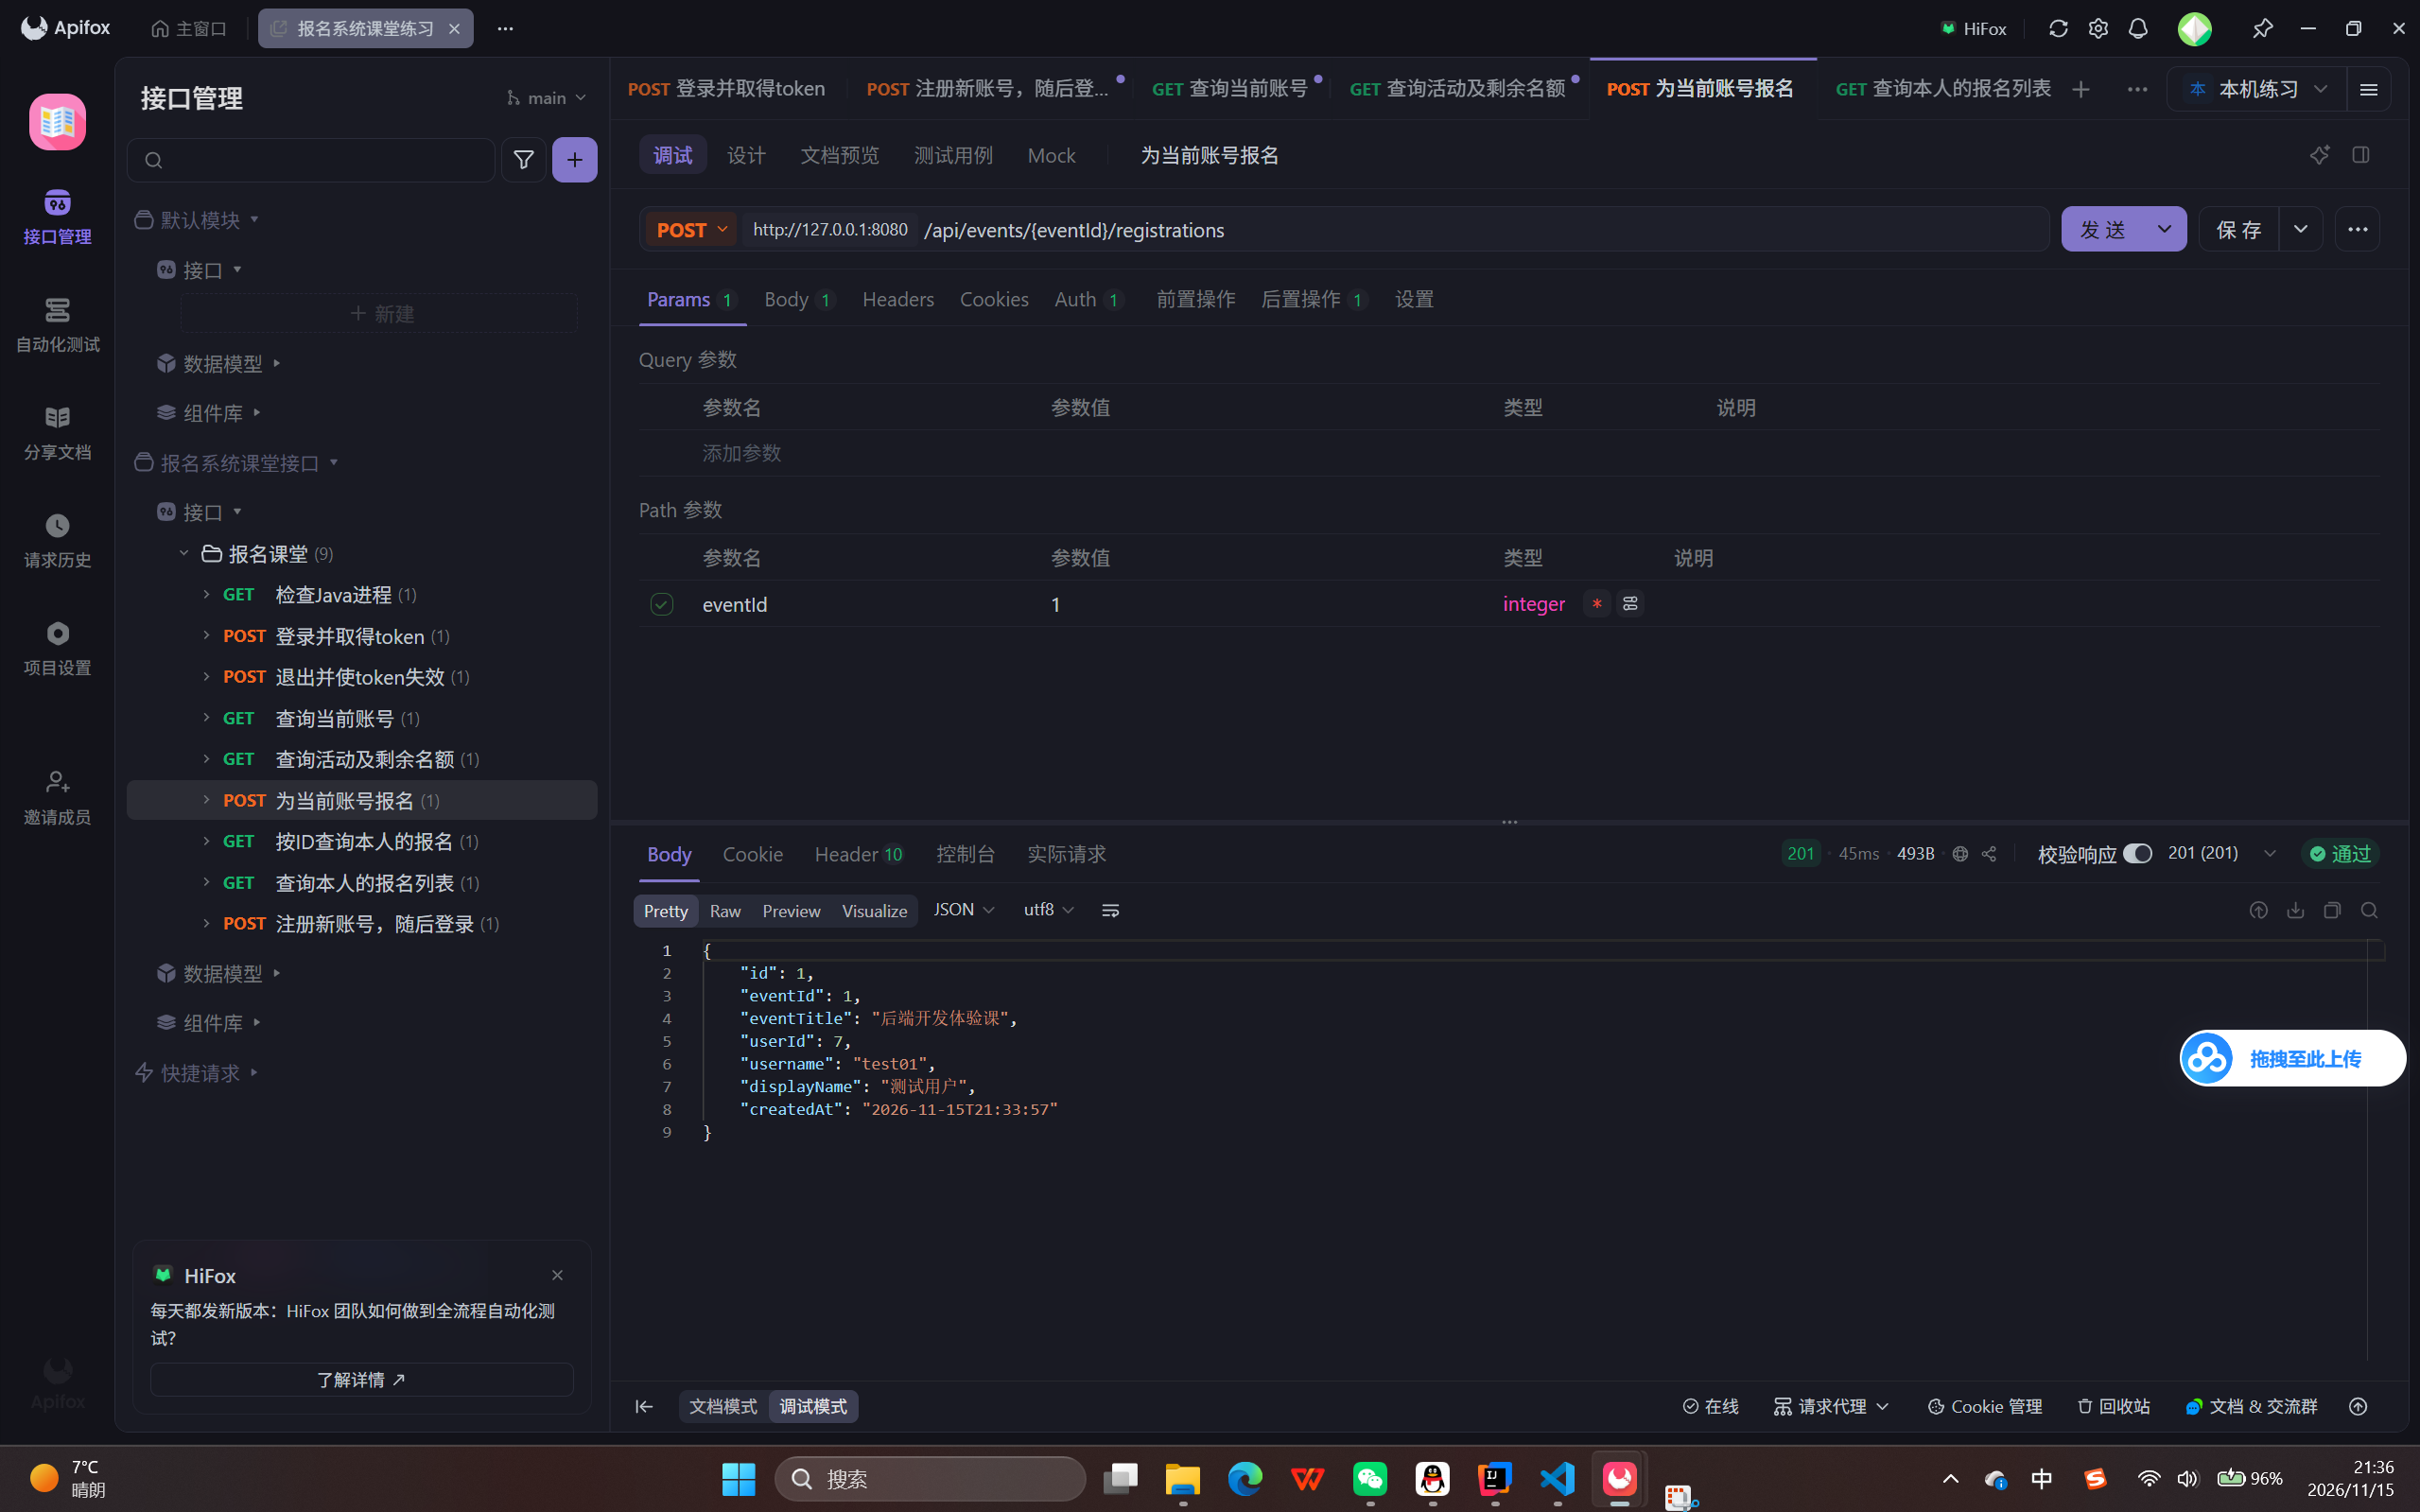 Apifox
主窗口
报名系统课堂练习
HiFox
接口管理
自动化测试
分享文档
请求历史
项目设置
邀请成员
Apifox
接口管理
main
默认模块
接口
新建
数据模型
组件库
报名系统课堂接口
接口
报名课堂 (9)
GET 检查Java进程 (1)
POST 登录并取得token (1)
POST 退出并使token失效 (1)
GET 查询当前账号 (1)
GET 查询活动及剩余名额 (1)
POST 为当前账号报名 (1)
GET 按ID查询本人的报名 (1)
GET 查询本人的报名列表 (1)
POST 注册新账号，随后登录 (1)
数据模型
组件库
快捷请求
HiFox
每天都发新版本：HiFox 团队如何做到全流程自动化测
试？
了解详情
POST 登录并取得token
POST 注册新账号，随后登...
GET 查询当前账号
GET 查询活动及剩余名额
POST 为当前账号报名
GET 查询本人的报名列表
本 本机练习
调试 设计 文档预览 测试用例 Mock 为当前账号报名
POST http://127.0.0.1:8080 /api/events/{eventId}/registrations
发 送
保 存
Params 1 Body 1 Headers Cookies Auth 1 前置操作 后置操作 1 设置
Query 参数
参数名 参数值 类型 说明
添加参数
Path 参数
参数名 参数值 类型 说明
eventId 1 integer *
Body Cookie Header 10 控制台 实际请求
201 · 45ms · 493B
校验响应 201 (201) 通过
Pretty Raw Preview Visualize JSON utf8
1 {
2 "id": 1,
3 "eventId": 1,
4 "eventTitle": "后端开发体验课",
5 "userId": 7,
6 "username": "test01",
7 "displayName": "测试用户",
8 "createdAt": "2026-11-15T21:33:57"
9 }
拖拽至此上传
文档模式 调试模式
在线 请求代理 Cookie 管理 回收站 文档 & 交流群
7°C
晴朗
搜索
中
96%
21:36
2026/11/15